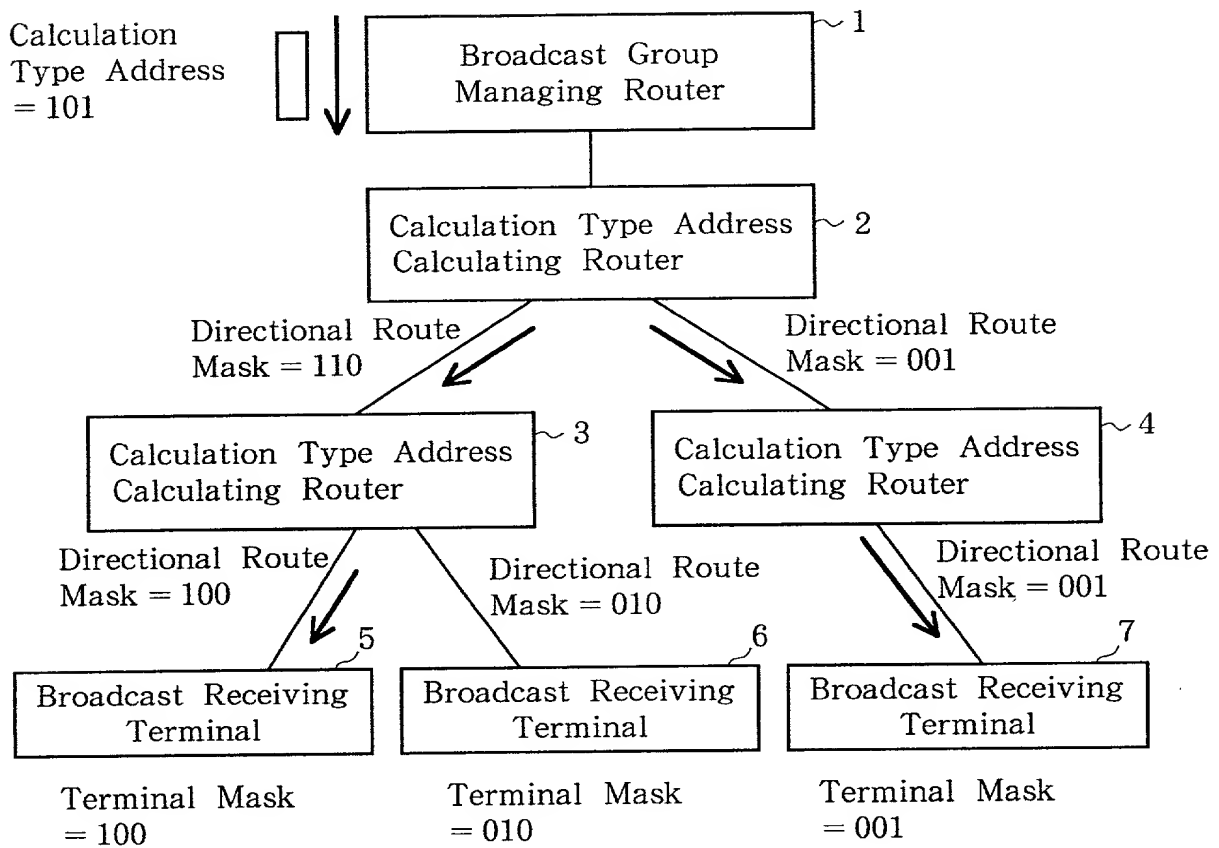 Calculation
Type Address
= 101
1
Broadcast Group
Managing Router
2
Calculation Type Address
Calculating Router
Directional Route
Mask = 110
Directional Route
Mask = 001
3
Calculation Type Address
Calculating Router
4
Calculation Type Address
Calculating Router
Directional Route
Mask = 100
Directional Route
Mask = 010
Directional Route
Mask = 001
5
Broadcast Receiving
Terminal
6
Broadcast Receiving
Terminal
7
Broadcast Receiving
Terminal
Terminal Mask
= 100
Terminal Mask
= 010
Terminal Mask
= 001